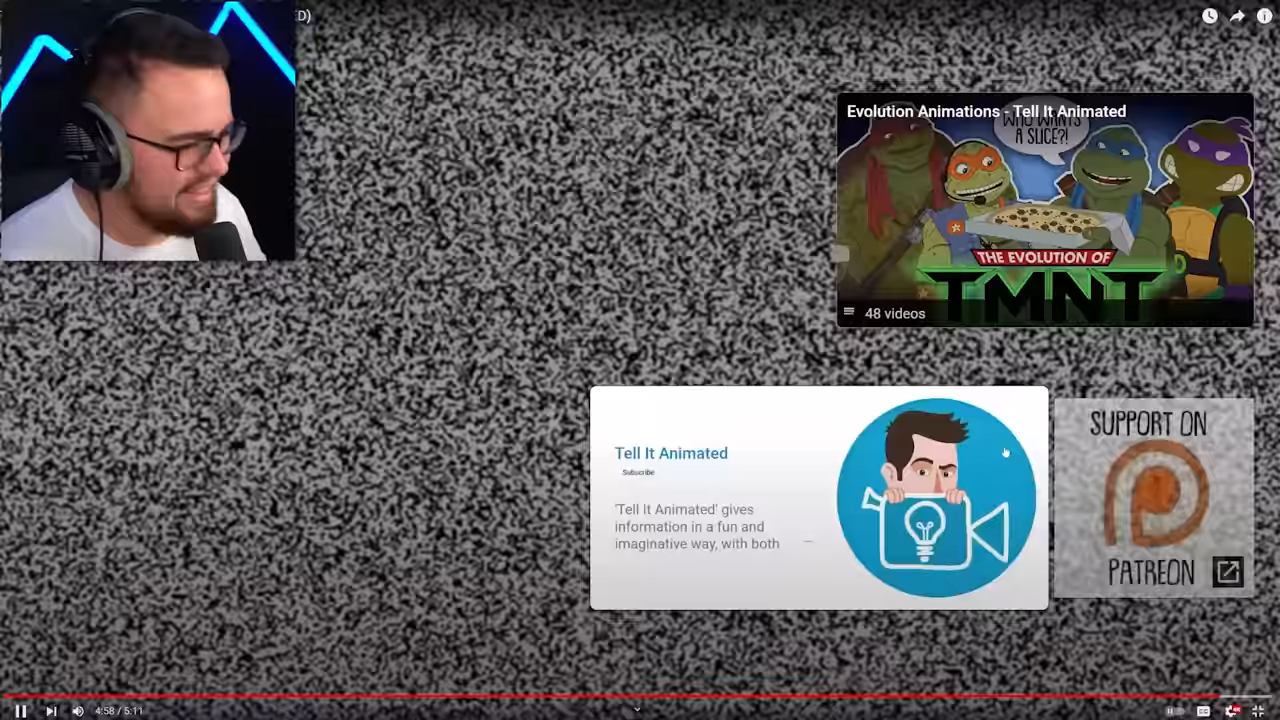 D)
Evolution Animations - Tell It Animated
WHO WANTS
A SLICE?!
THE EVOLUTION OF
TMNT
48 videos
Tell It Animated
Subscribe
'Tell It Animated' gives
information in a fun and
imaginative way, with both
SUPPORT ON
PATREON
4:58 / 5:11